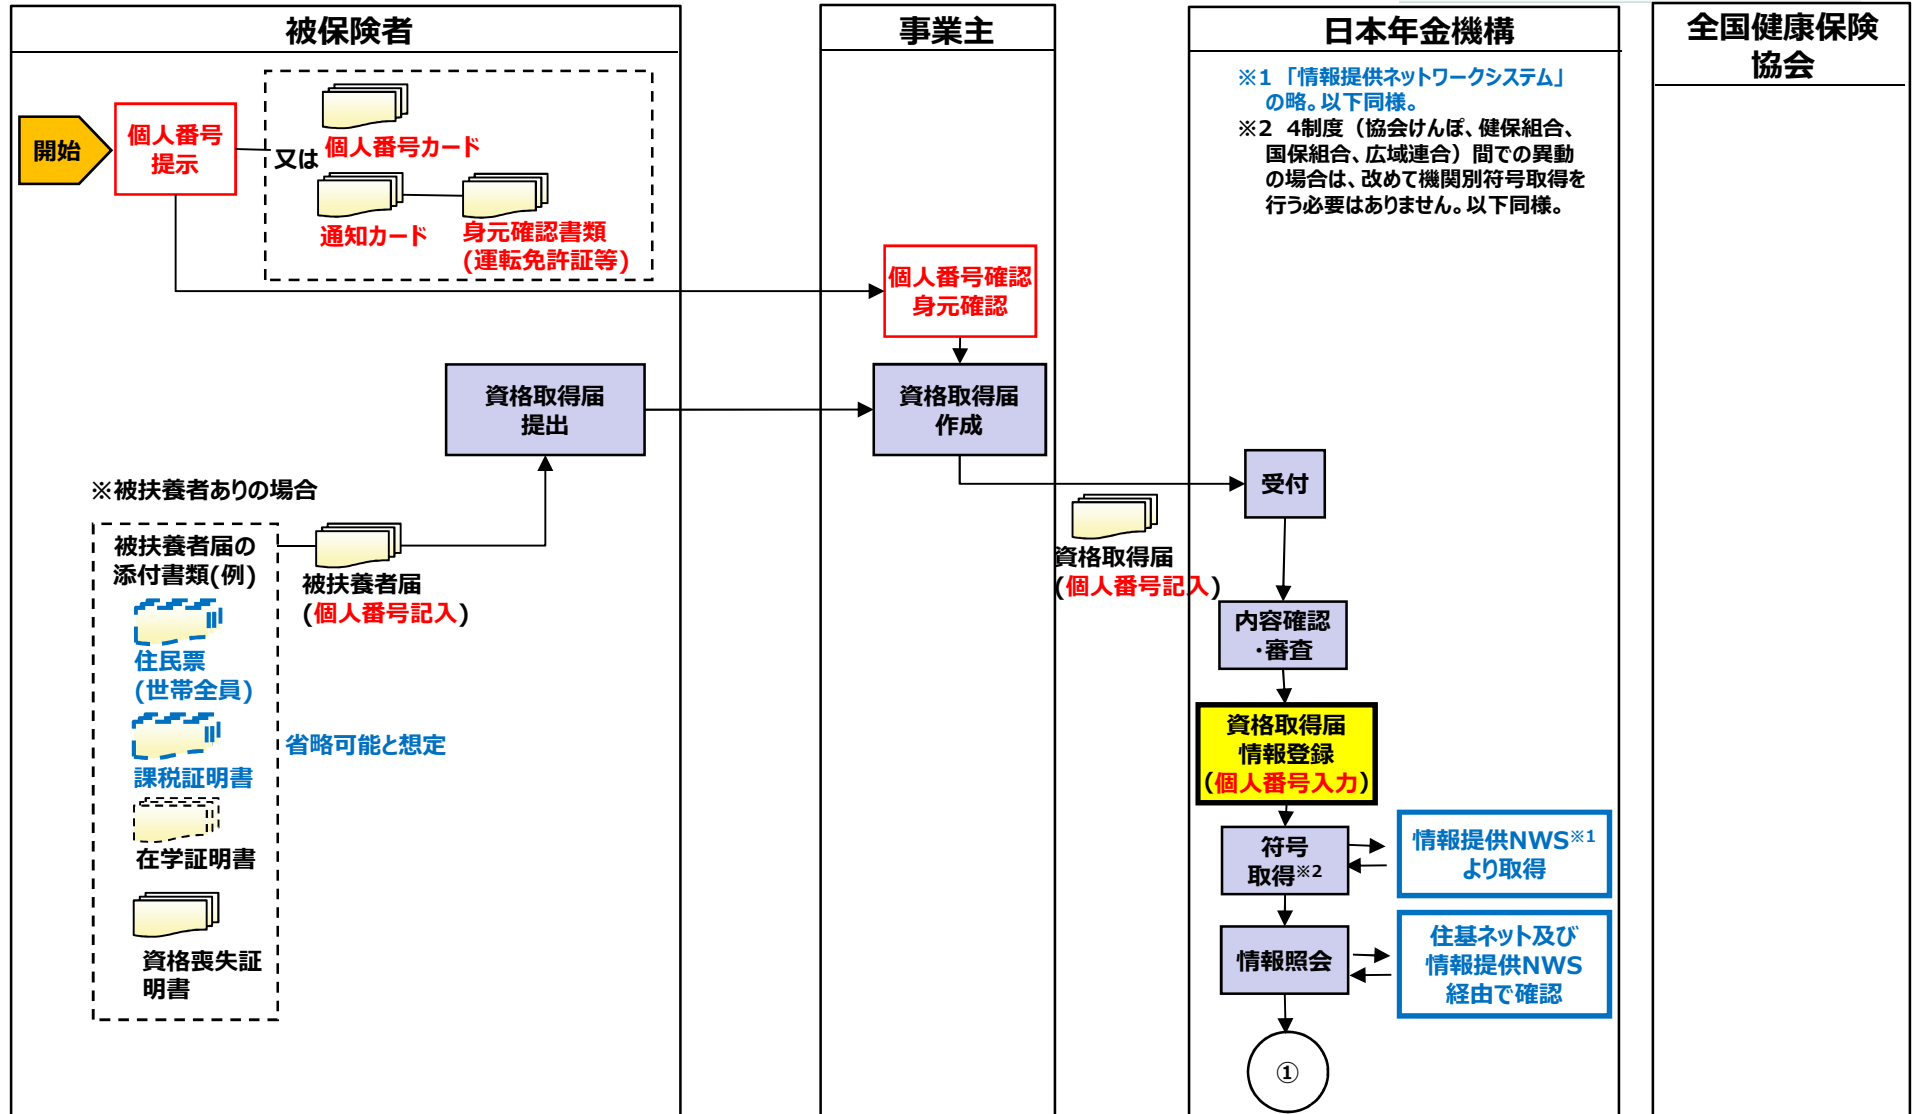 被保険者
事業主
日本年金機構
全国健康保険
協会
開始
個人番号
提示
又は
個人番号カード
通知カード
身元確認書類
(運転免許証等)
※1 「情報提供ネットワークシステム」
の略。以下同様。
※2 4制度（協会けんぽ、健保組合、
国保組合、広域連合）間での異動
の場合は、改めて機関別符号取得を
行う必要はありません。以下同様。
個人番号確認
身元確認
資格取得届
提出
資格取得届
作成
受付
資格取得届
(個人番号記入)
※被扶養者ありの場合
被扶養者届の
添付書類(例)
被扶養者届
(個人番号記入)
住民票
(世帯全員)
課税証明書
省略可能と想定
在学証明書
資格喪失証
明書
内容確認
・審査
資格取得届
情報登録
(個人番号入力)
符号
取得※2
情報提供NWS※1
より取得
情報照会
住基ネット及び
情報提供NWS
経由で確認
①